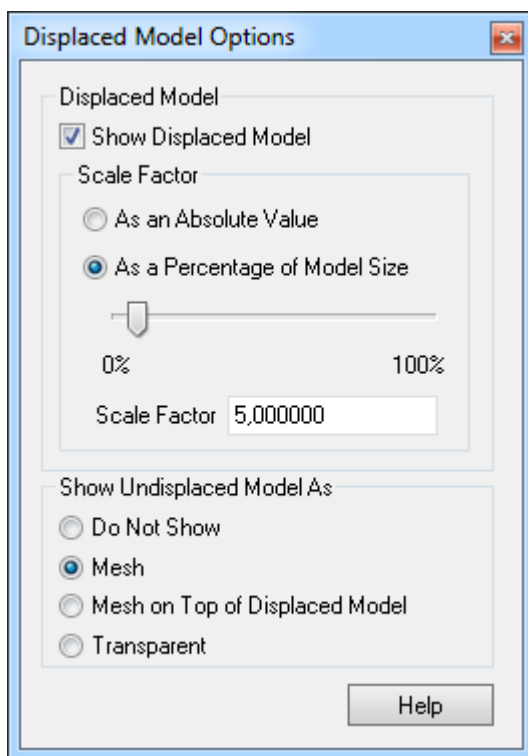 Displaced Model Options
Displaced Model
Show Displaced Model
Scale Factor
As an Absolute Value
As a Percentage of Model Size
0% 100%
Scale Factor 5,000000
Show Undisplaced Model As
Do Not Show
Mesh
Mesh on Top of Displaced Model
Transparent
Help